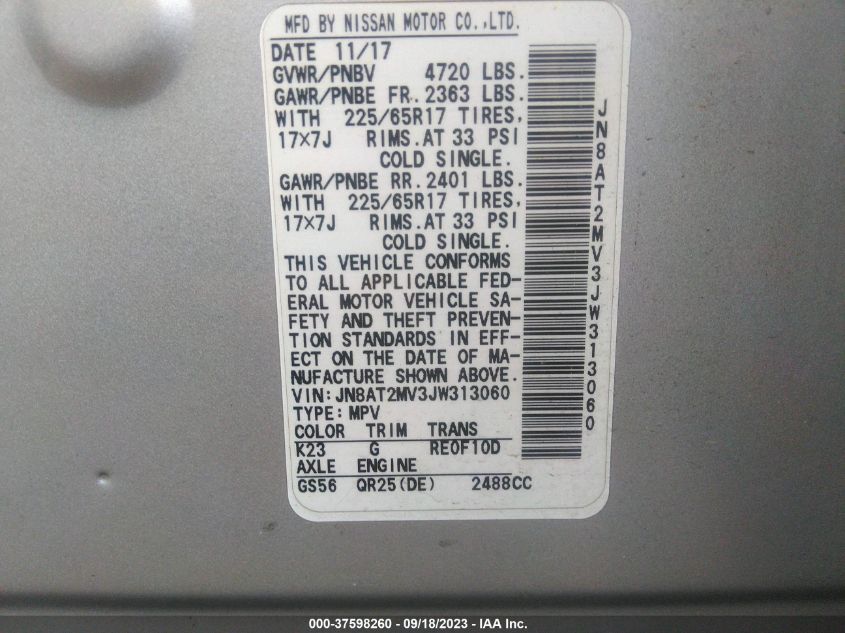 MFD BY NISSAN MOTOR CO.,LTD.
DATE 11/17
GVWR/PNBV 4720 LBS.
GAWR/PNBE FR. 2363 LBS.
WITH 225/65R17 TIRES,
17×7J RIMS.AT 33 PSI
COLD SINGLE.
GAWR/PNBE RR. 2401 LBS.
WITH 225/65R17 TIRES,
17×7J RIMS.AT 33 PSI
COLD SINGLE.
THIS VEHICLE CONFORMS
TO ALL APPLICABLE FED-
ERAL MOTOR VEHICLE SA-
FETY AND THEFT PREVEN-
TION STANDARDS IN EFF-
ECT ON THE DATE OF MA-
NUFACTURE SHOWN ABOVE.
VIN:JN8AT2MV3JW313060
TYPE:MPV
COLOR TRIM TRANS
K23 G RE0F10D
AXLE ENGINE
GS56 QR25(DE) 2488CC
JN8AT2MV3JW313060
000-37598260 - 09/18/2023 - IAA Inc.